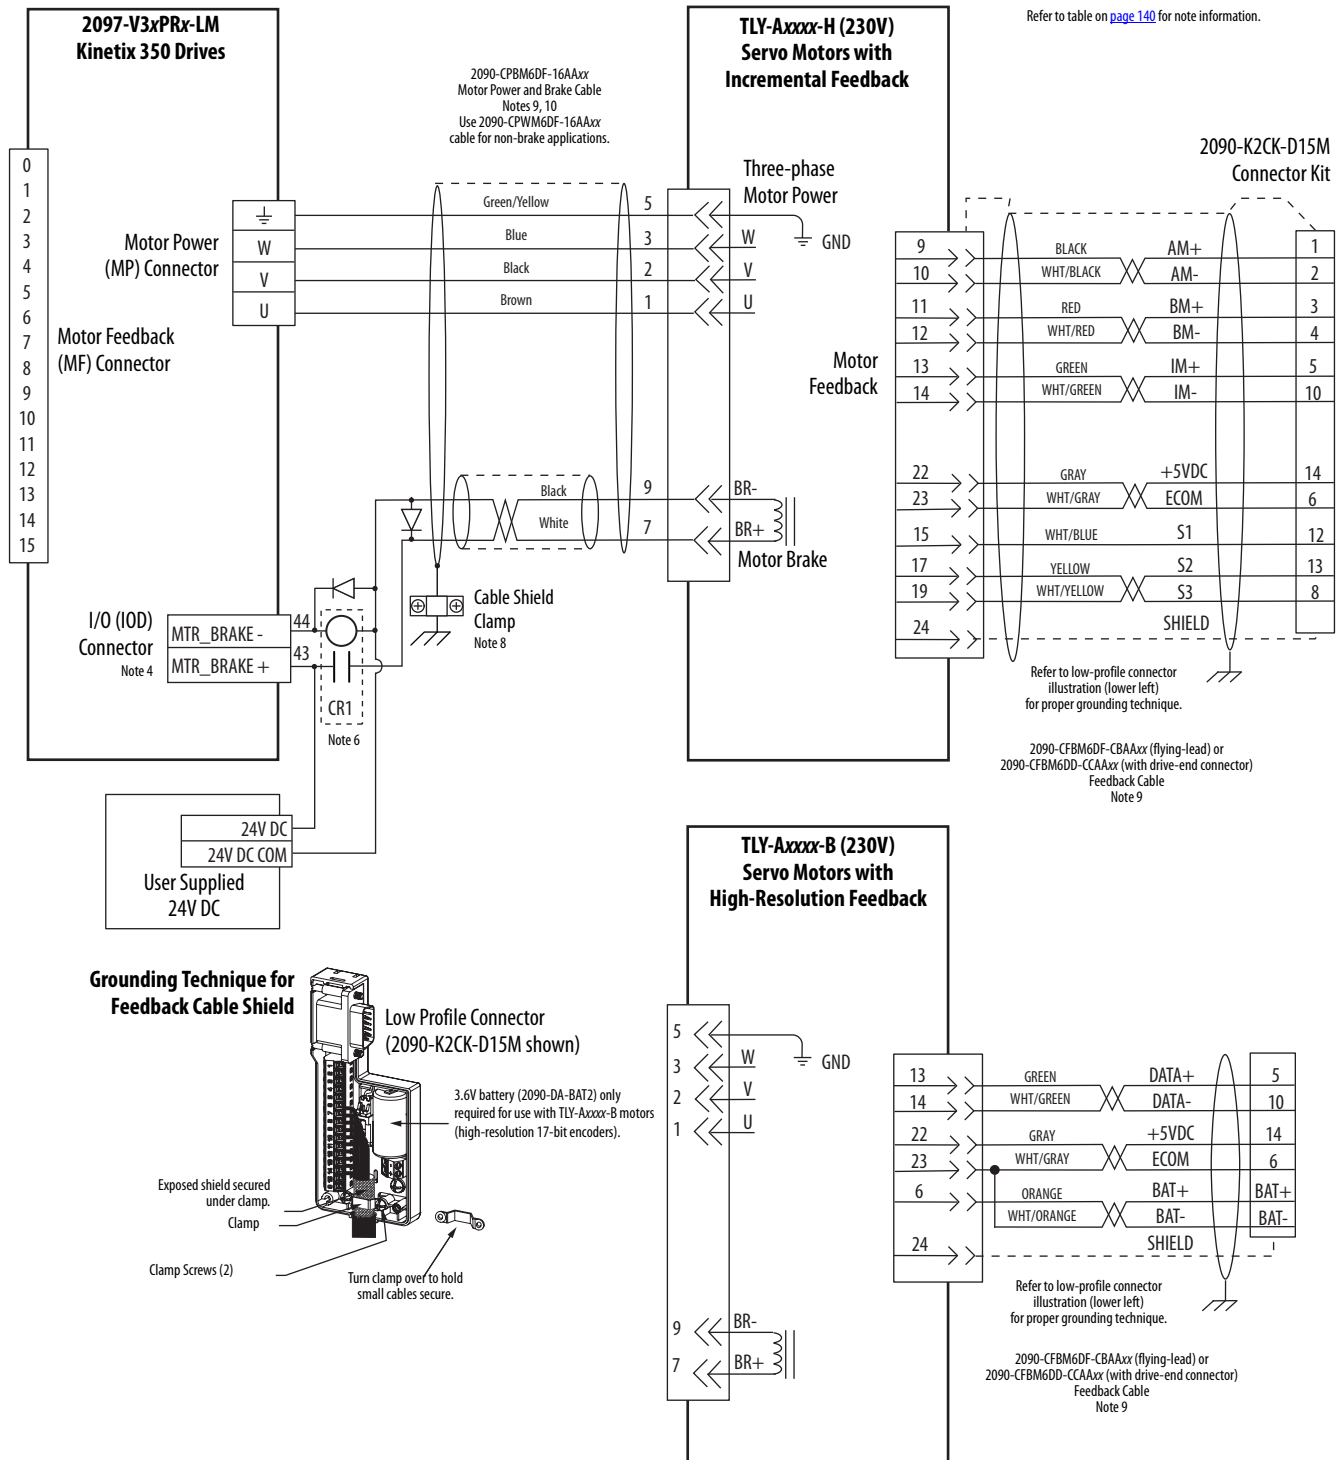 2097-V3xPRx-LM
Kinetix 350 Drives
TLY-Axxxx-H (230V)
Servo Motors with
Incremental Feedback
Refer to table on page 140 for note information.
2090-CPBM6DF-16AAxx
Motor Power and Brake Cable
Notes 9, 10
Use 2090-CPWM6DF-16AAxx
cable for non-brake applications.
2090-K2CK-D15M
Connector Kit
0
1
2
3
4
5
6
7
8
9
10
11
12
13
14
15
Motor Power
(MP) Connector
W
V
U
Motor Feedback
(MF) Connector
Green/Yellow 5
Blue 3
Black 2
Brown 1
Three-phase
Motor Power
GND
W
V
U
Motor
Feedback
9 BLACK AM+ 1
10 WHT/BLACK AM- 2
11 RED BM+ 3
12 WHT/RED BM- 4
13 GREEN IM+ 5
14 WHT/GREEN IM- 10
22 GRAY +5VDC 14
23 WHT/GRAY ECOM 6
15 WHT/BLUE S1 12
17 YELLOW S2 13
19 WHT/YELLOW S3 8
24 SHIELD
Black 9 BR-
White 7 BR+
Motor Brake
Cable Shield
Clamp
Note 8
I/O (IOD)
Connector
Note 4
MTR_BRAKE - 44
MTR_BRAKE + 43
CR1
Note 6
Refer to low-profile connector
illustration (lower left)
for proper grounding technique.
2090-CFBM6DF-CBAAxx (flying-lead) or
2090-CFBM6DD-CCAAxx (with drive-end connector)
Feedback Cable
Note 9
24V DC
24V DC COM
User Supplied
24V DC
TLY-Axxxx-B (230V)
Servo Motors with
High-Resolution Feedback
Grounding Technique for
Feedback Cable Shield
Low Profile Connector
(2090-K2CK-D15M shown)
3.6V battery (2090-DA-BAT2) only
required for use with TLY-Axxxx-B motors
(high-resolution 17-bit encoders).
Exposed shield secured
under clamp.
Clamp
Clamp Screws (2)
Turn clamp over to hold
small cables secure.
5 GND
3 W
2 V
1 U
13 GREEN DATA+ 5
14 WHT/GREEN DATA- 10
22 GRAY +5VDC 14
23 WHT/GRAY ECOM 6
6 ORANGE BAT+ BAT+
WHT/ORANGE BAT- BAT-
24 SHIELD
9 BR-
7 BR+
Refer to low-profile connector
illustration (lower left)
for proper grounding technique.
2090-CFBM6DF-CBAAxx (flying-lead) or
2090-CFBM6DD-CCAAxx (with drive-end connector)
Feedback Cable
Note 9